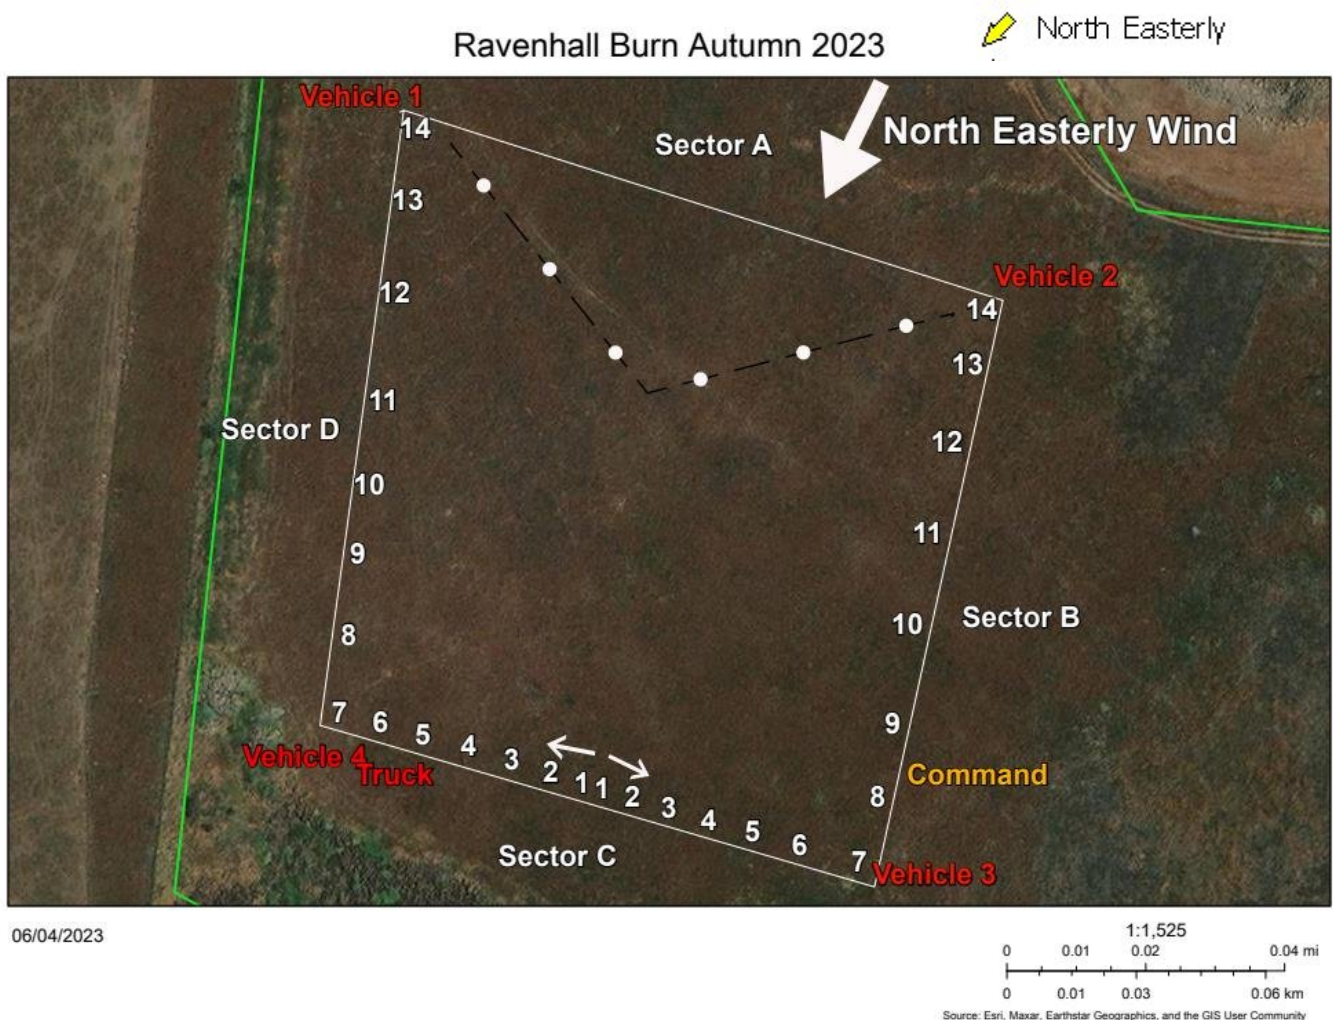 North Easterly
Ravenhall Burn Autumn 2023
Vehicle 1
14
Sector A
North Easterly Wind
13
Vehicle 2
12
14
13
11
Sector D
12
10
11
9
10
Sector B
8
7
6
5
4
3
2
1
1
2
3
4
5
6
7
8
9
Vehicle 4
Truck
Command
Sector C
Vehicle 3
06/04/2023
1:1,525
0 0.01 0.02 0.04 mi
0 0.01 0.03 0.06 km
Source: Esri, Maxar, Earthstar Geographics, and the GIS User Community